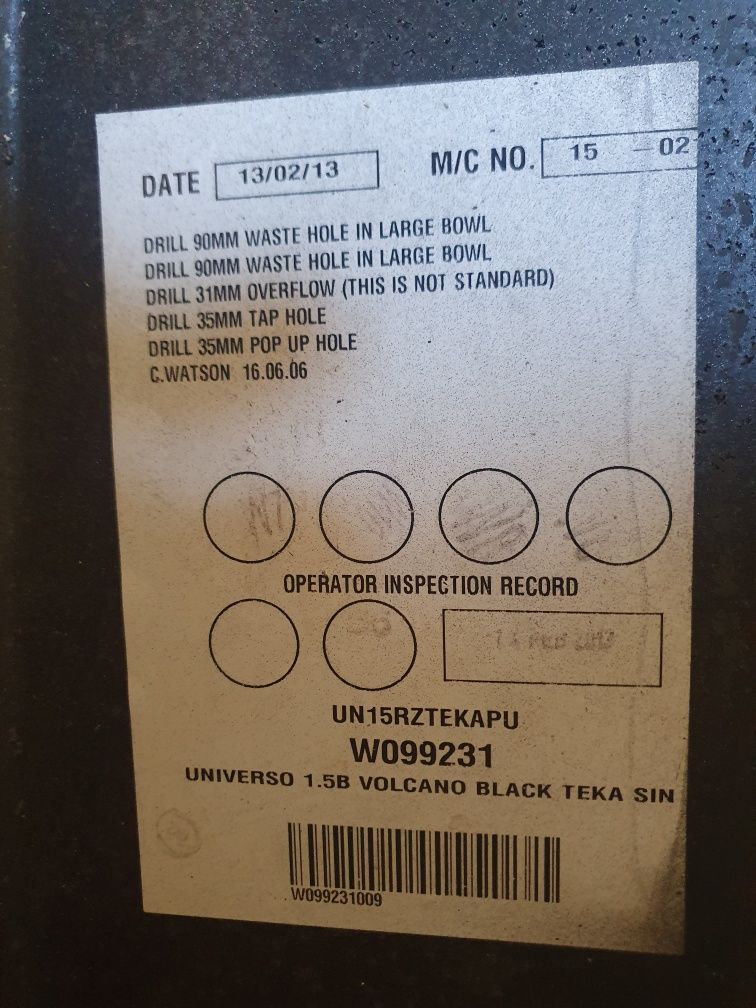 DATE 13/02/13 M/C NO. 15 - 02
DRILL 90MM WASTE HOLE IN LARGE BOWL
DRILL 90MM WASTE HOLE IN LARGE BOWL
DRILL 31MM OVERFLOW (THIS IS NOT STANDARD)
DRILL 35MM TAP HOLE
DRILL 35MM POP UP HOLE
C.WATSON 16.06.06
OPERATOR INSPECTION RECORD
UN15RZTEKAPU
W099231
UNIVERSO 1.5B VOLCANO BLACK TEKA SIN
W099231009